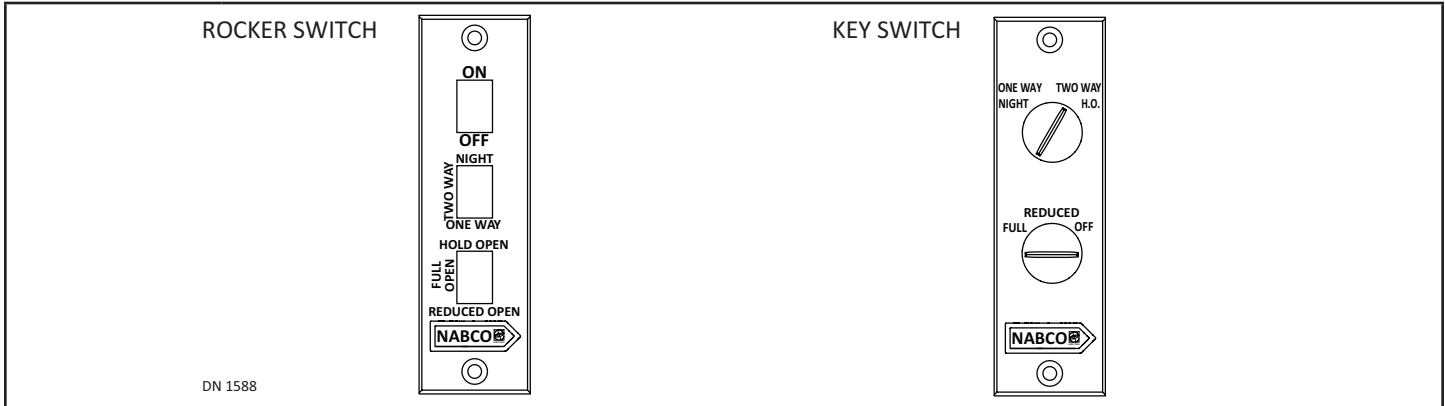 ROCKER SWITCH
ON
OFF
NIGHT
TWO WAY
ONE WAY
HOLD OPEN
FULL
OPEN
REDUCED OPEN
NABCO
DN 1588
KEY SWITCH
ONE WAY TWO WAY
NIGHT H.O.
REDUCED
FULL OFF
NABCO